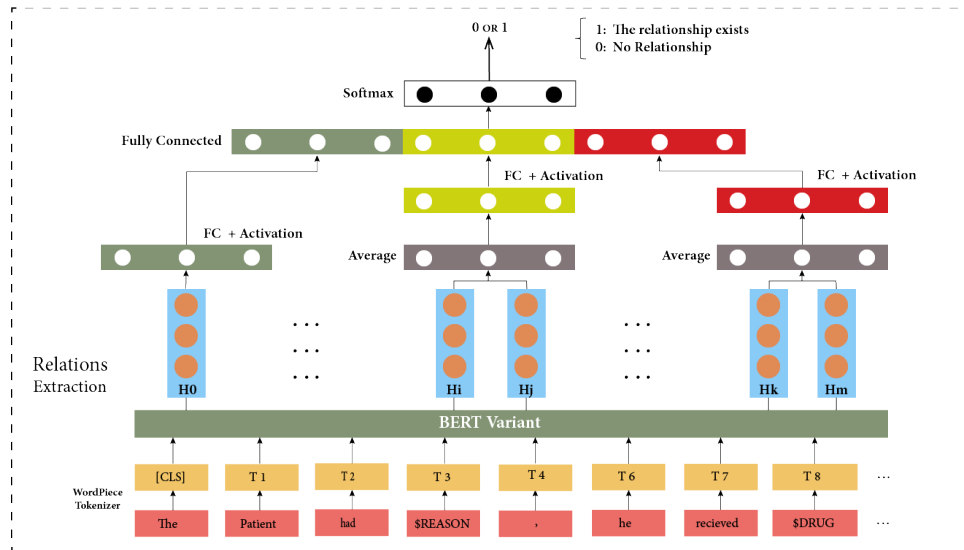 0 OR 1
1: The relationship exists
0: No Relationship
Softmax
Fully Connected
FC + Activation
FC + Activation
FC + Activation
Average
Average
...
...
...
...
...
...
Relations
Extraction
H0
Hi
Hj
Hk
Hm
BERT Variant
[CLS]
T 1
T 2
T 3
T 4
T 6
T 7
T 8
...
WordPiece
Tokenizer
The
Patient
had
$REASON
,
he
recieved
$DRUG
...